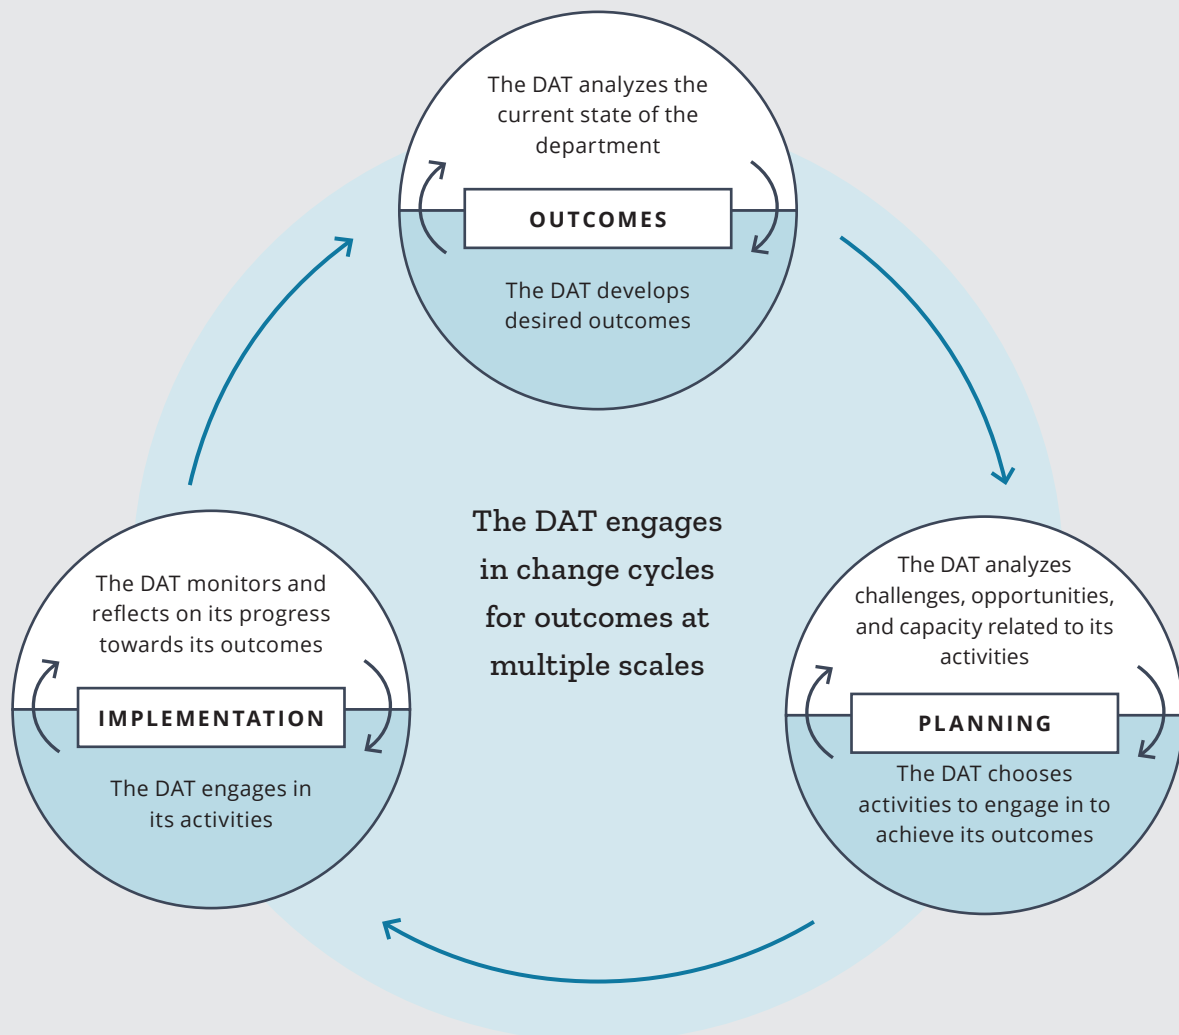 The DAT analyzes the
current state of the
department
OUTCOMES
The DAT develops
desired outcomes
The DAT engages
in change cycles
for outcomes at
multiple scales
The DAT monitors and
reflects on its progress
towards its outcomes
IMPLEMENTATION
The DAT engages in
its activities
The DAT analyzes
challenges, opportunities,
and capacity related to its
activities
PLANNING
The DAT chooses
activities to engage in to
achieve its outcomes